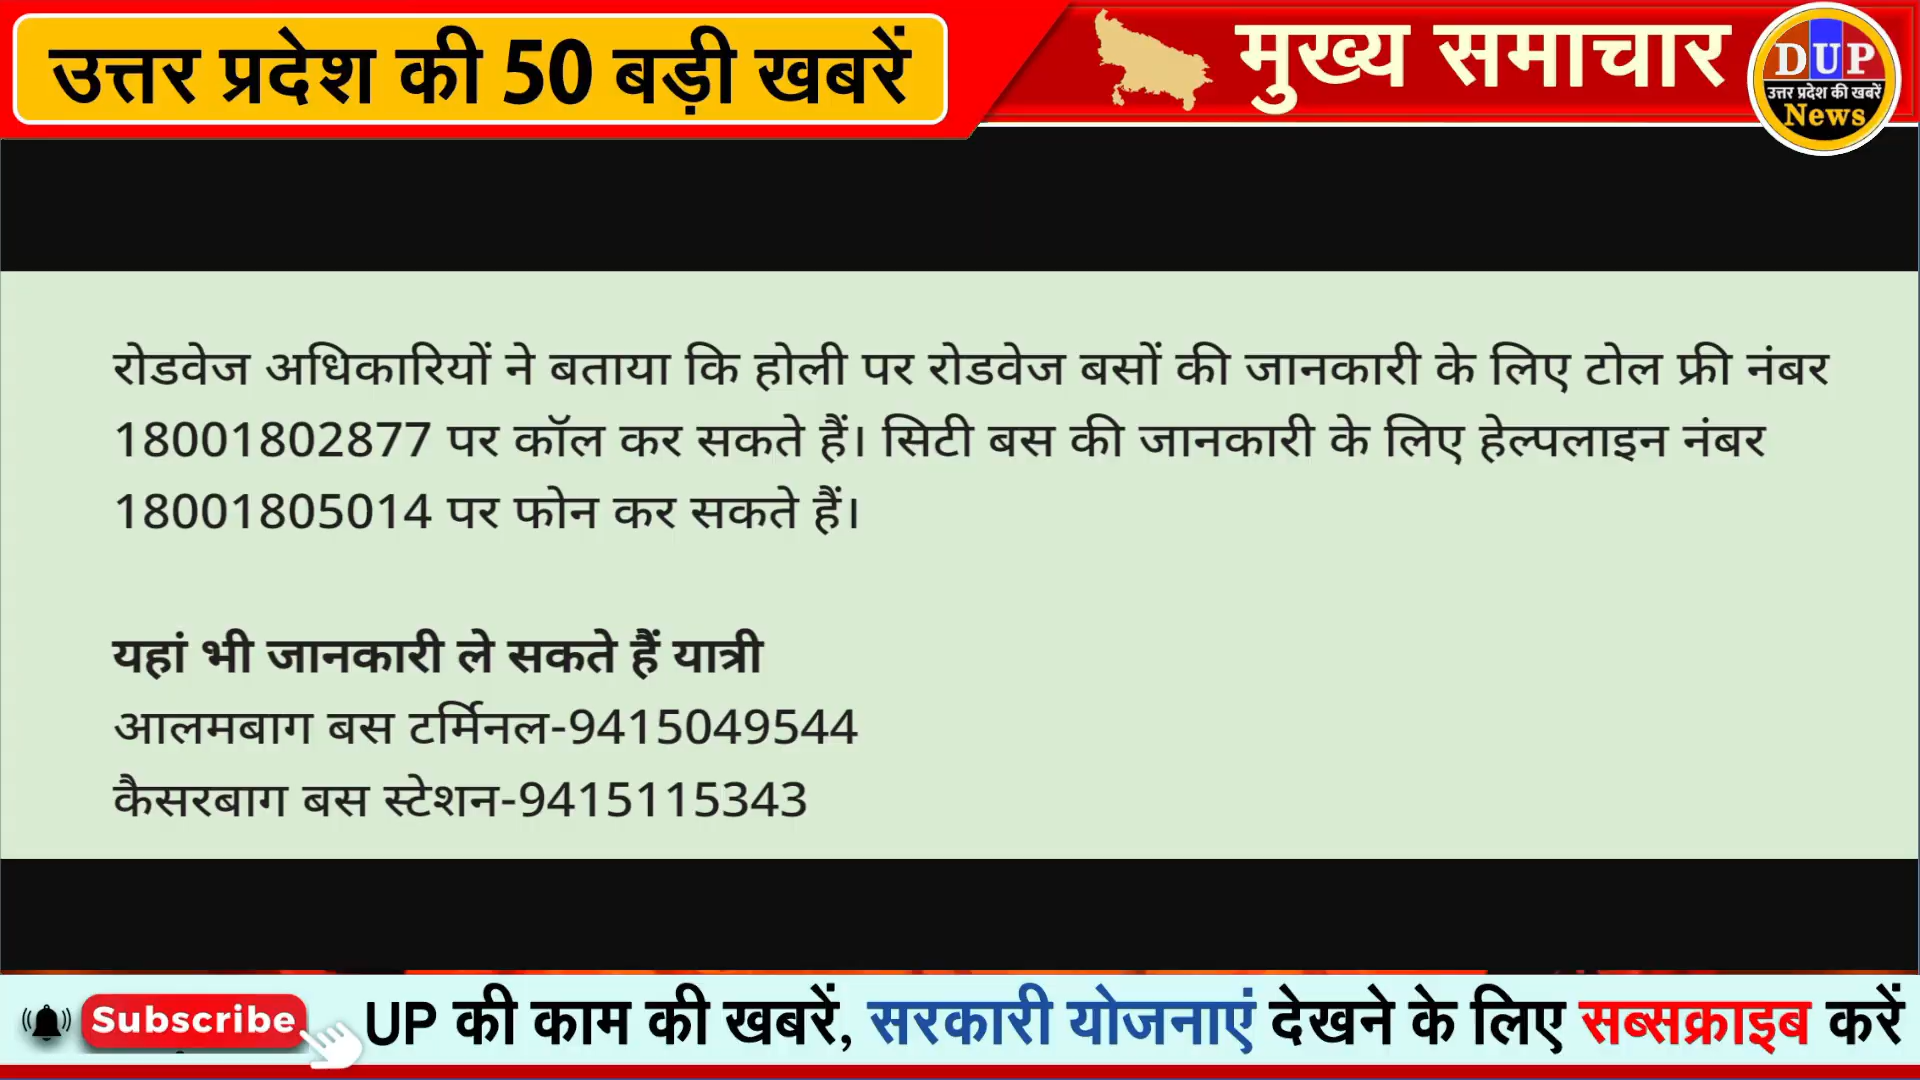 उत्तर प्रदेश की 50 बड़ी खबरें
मुख्य समाचार
DUP
उत्तर प्रदेश की खबरें
News
रोडवेज अधिकारियों ने बताया कि होली पर रोडवेज बसों की जानकारी के लिए टोल फ्री नंबर
18001802877 पर कॉल कर सकते हैं। सिटी बस की जानकारी के लिए हेल्पलाइन नंबर
18001805014 पर फोन कर सकते हैं।
यहां भी जानकारी ले सकते हैं यात्री
आलमबाग बस टर्मिनल-9415049544
कैसरबाग बस स्टेशन-9415115343
Subscribe
UP की काम की खबरें, सरकारी योजनाएं देखने के लिए सब्सक्राइब करें